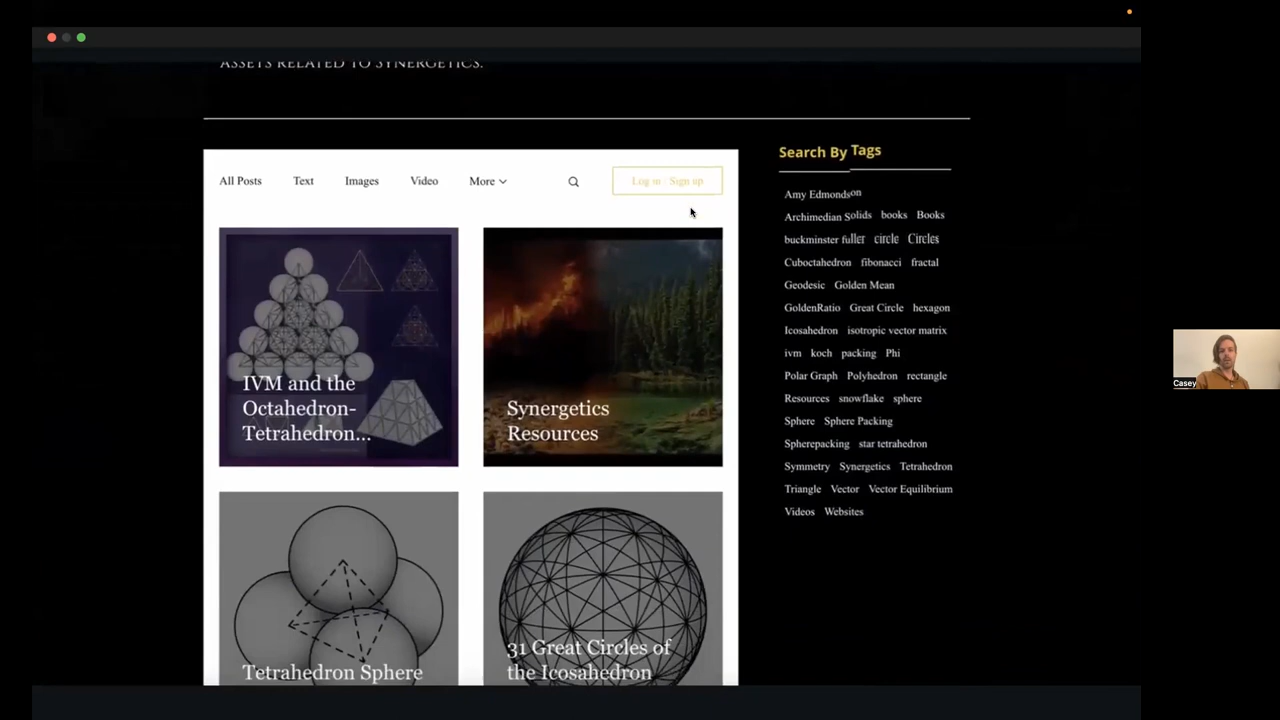 ASSETS RELATED TO SYNERGETICS.
All Posts Text Images Video More Log in / Sign up
IVM and the
Octahedron-
Tetrahedron...
Synergetics
Resources
Tetrahedron Sphere
31 Great Circles of
the Icosahedron
Search By Tags
Amy Edmondson
Archimedian Solids books Books
buckminster fuller circle Circles
Cuboctahedron fibonacci fractal
Geodesic Golden Mean
GoldenRatio Great Circle hexagon
Icosahedron isotropic vector matrix
ivm koch packing Phi
Polar Graph Polyhedron rectangle
Resources snowflake sphere
Sphere Sphere Packing
Spherepacking star tetrahedron
Symmetry Synergetics Tetrahedron
Triangle Vector Vector Equilibrium
Videos Websites
Casey